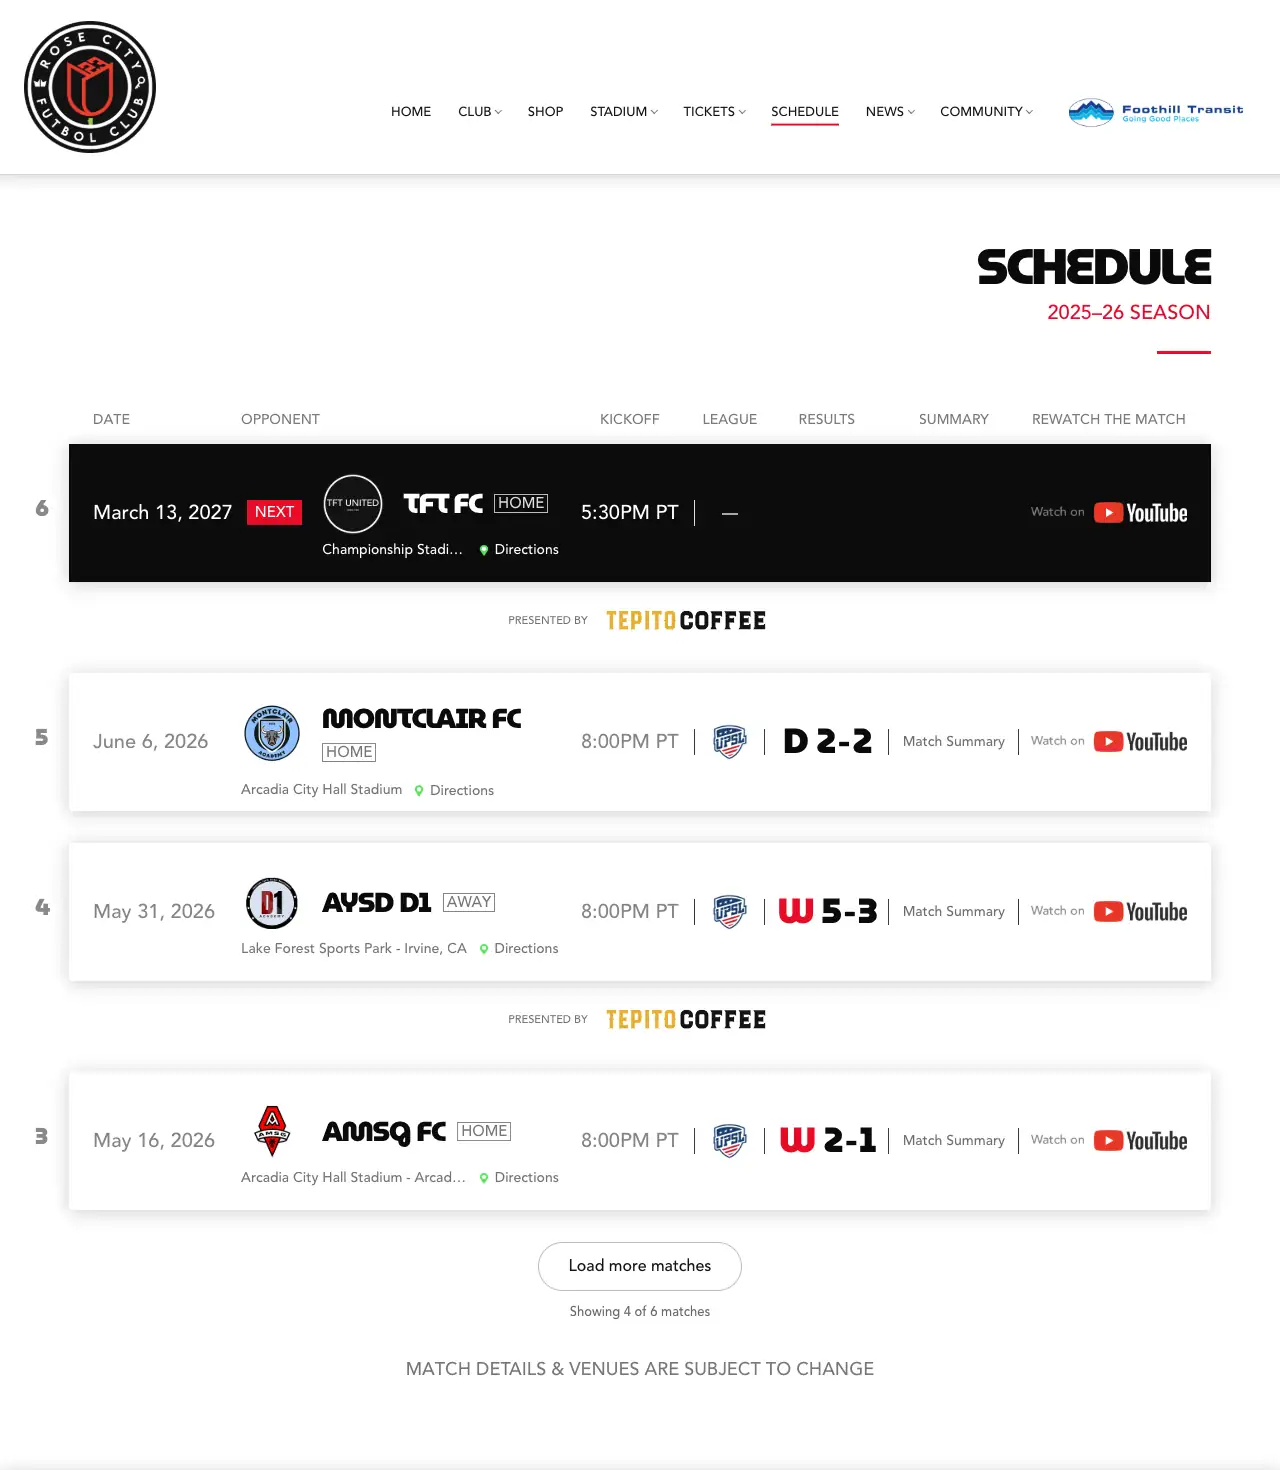 ROSE CITY
FUTBOL CLUB
HOME CLUB SHOP STADIUM TICKETS SCHEDULE NEWS COMMUNITY
Foothill Transit
Going Good Places
SCHEDULE
2025–26 SEASON
DATE OPPONENT KICKOFF LEAGUE RESULTS SUMMARY REWATCH THE MATCH
6
March 13, 2027 NEXT TFT UNITED TFT FC HOME 5:30PM PT — Watch on YouTube
Championship Stadi... Directions
PRESENTED BY TEPITO COFFEE
5
MONTCLAIR
ACADEMY
MONTCLAIR FC
HOME
June 6, 2026 8:00PM PT UPSL D 2-2 Match Summary Watch on YouTube
Arcadia City Hall Stadium Directions
4
May 31, 2026 D1 ACADEMY AYSD D1 AWAY 8:00PM PT UPSL W 5-3 Match Summary Watch on YouTube
Lake Forest Sports Park - Irvine, CA Directions
PRESENTED BY TEPITO COFFEE
3
May 16, 2026 AMSG AMSG FC HOME 8:00PM PT UPSL W 2-1 Match Summary Watch on YouTube
Arcadia City Hall Stadium - Arcad... Directions
Load more matches
Showing 4 of 6 matches
MATCH DETAILS & VENUES ARE SUBJECT TO CHANGE